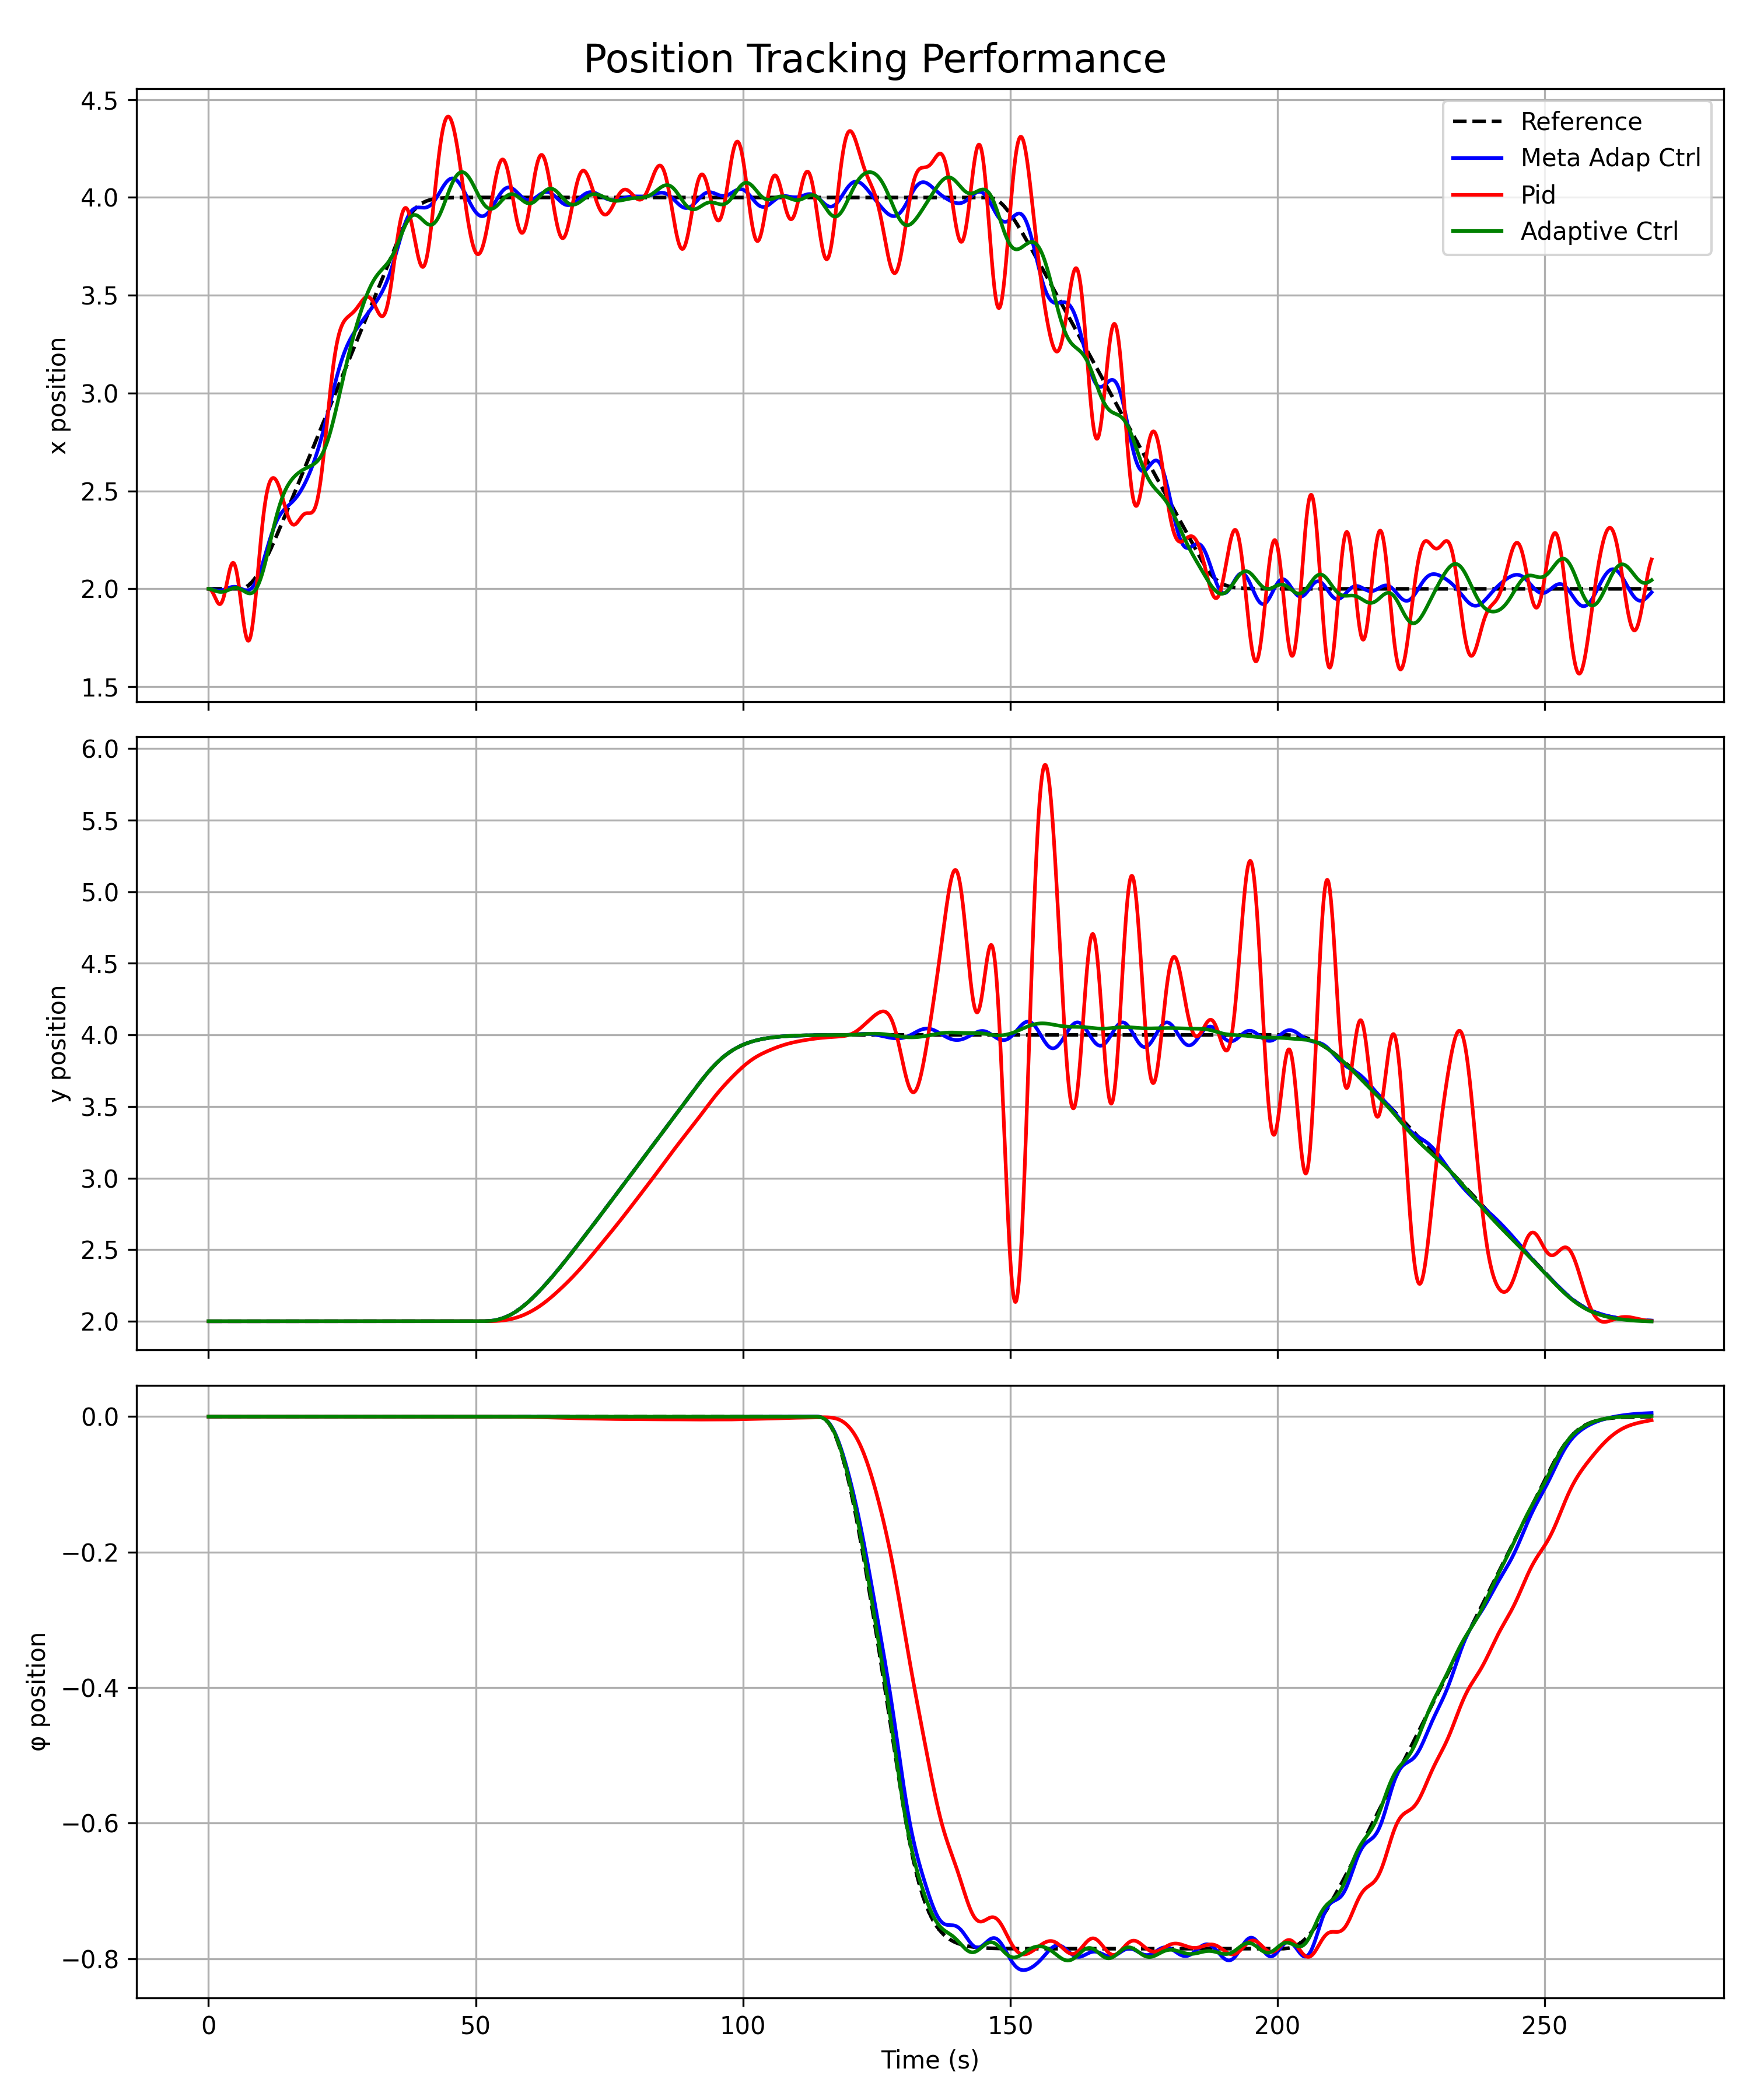 Position Tracking Performance
4.5
4.0
3.5
3.0
2.5
2.0
1.5
x position
Reference
Meta Adap Ctrl
Pid
Adaptive Ctrl
6.0
5.5
5.0
4.5
4.0
3.5
3.0
2.5
2.0
y position
0.0
−0.2
−0.4
−0.6
−0.8
φ position
0 50 100 150 200 250
Time (s)